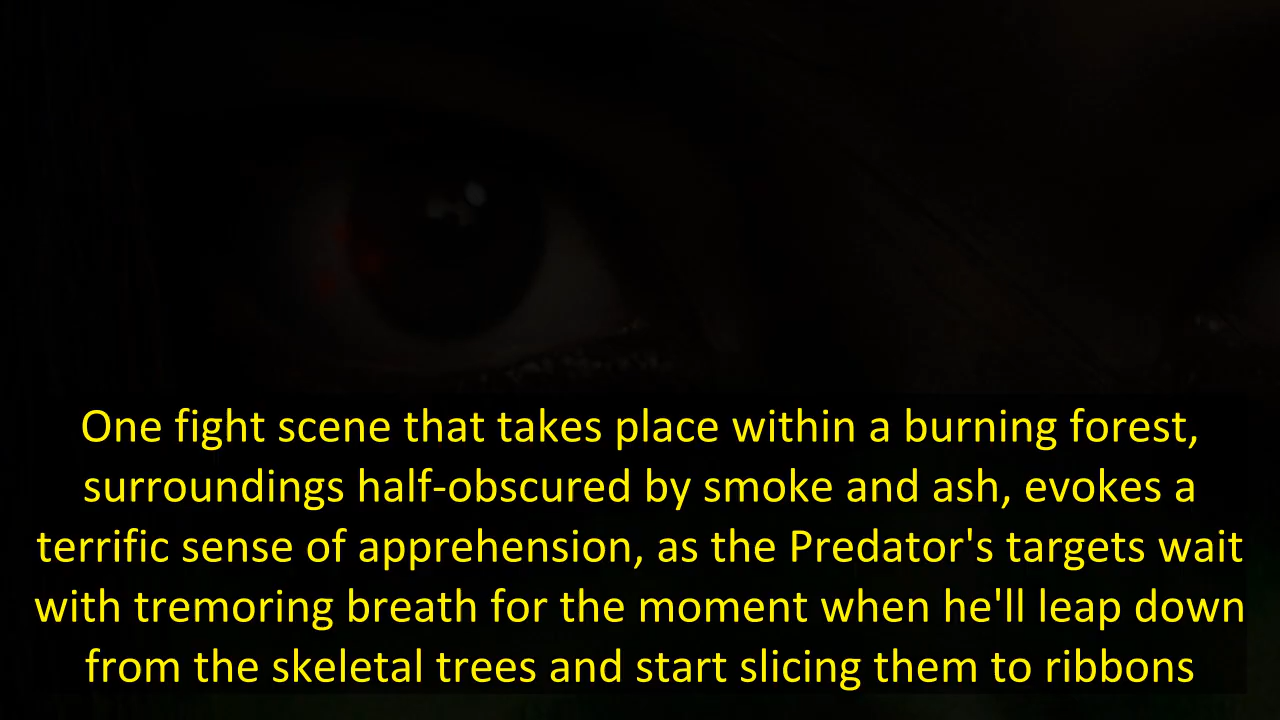 One fight scene that takes place within a burning forest,
surroundings half-obscured by smoke and ash, evokes a
terrific sense of apprehension, as the Predator's targets wait
with tremoring breath for the moment when he'll leap down
from the skeletal trees and start slicing them to ribbons